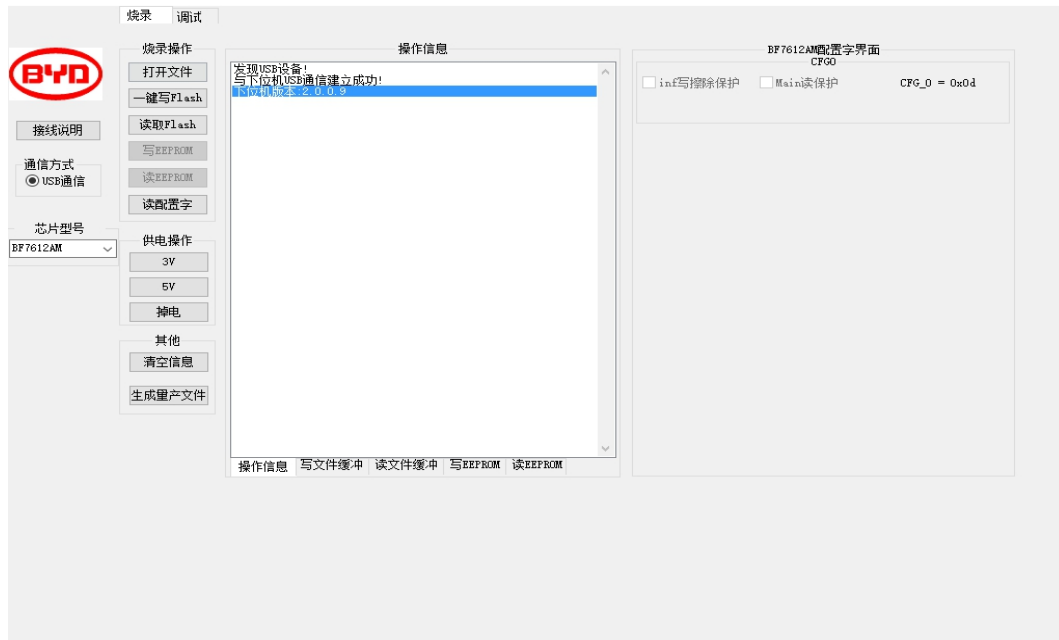 烧录 调试
BYD
接线说明
通信方式
USB通信
芯片型号
BF7612AM
烧录操作
打开文件
一键写Flash
读取Flash
写EEPROM
读EEPROM
读配置字
供电操作
3V
5V
掉电
其他
清空信息
生成量产文件
操作信息
发现USB设备!
与下位机USB通信建立成功!
下位机版本:2.0.0.9
操作信息 写文件缓冲 读文件缓冲 写EEPROM 读EEPROM
BF7612AM配置字界面
CFG0
inf写擦除保护 Main读保护 CFG_0 = 0x0d